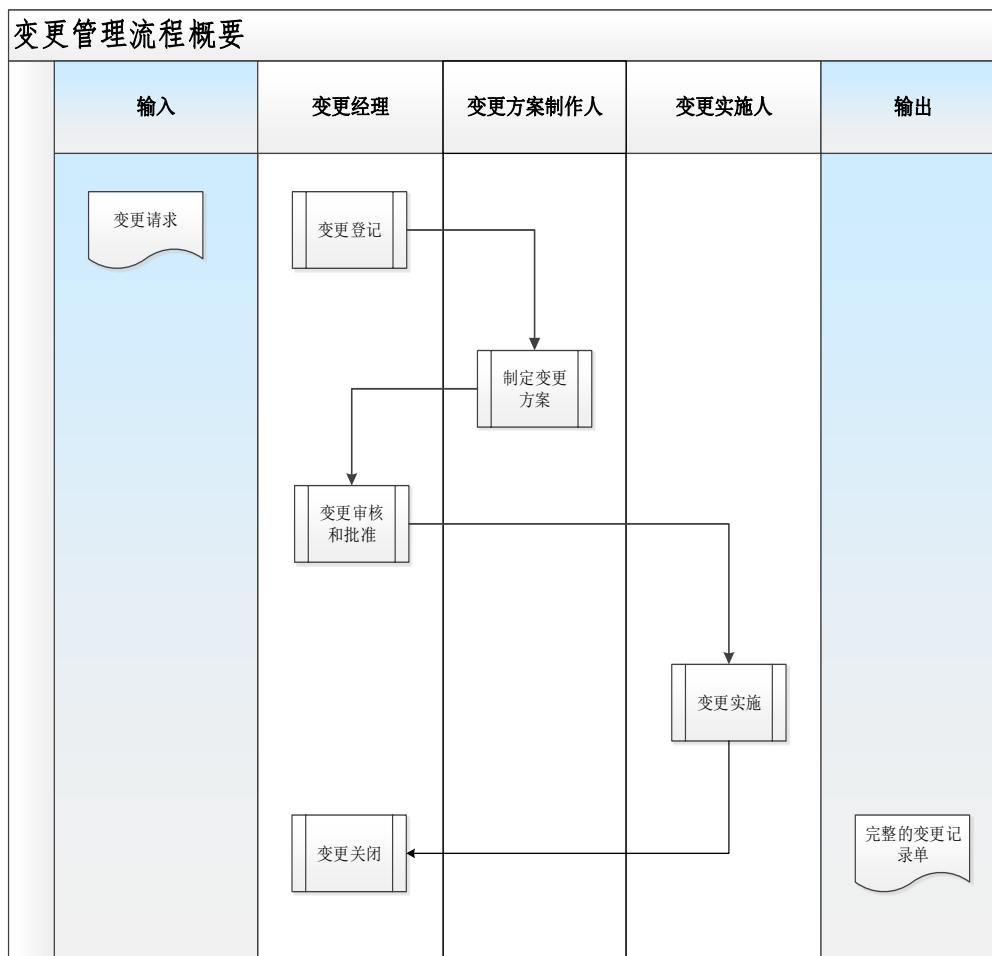 变更管理流程概要
输入
变更经理
变更方案制作人
变更实施人
输出
变更请求
变更登记
制定变更
方案
变更审核
和批准
变更实施
变更关闭
完整的变更记
录单